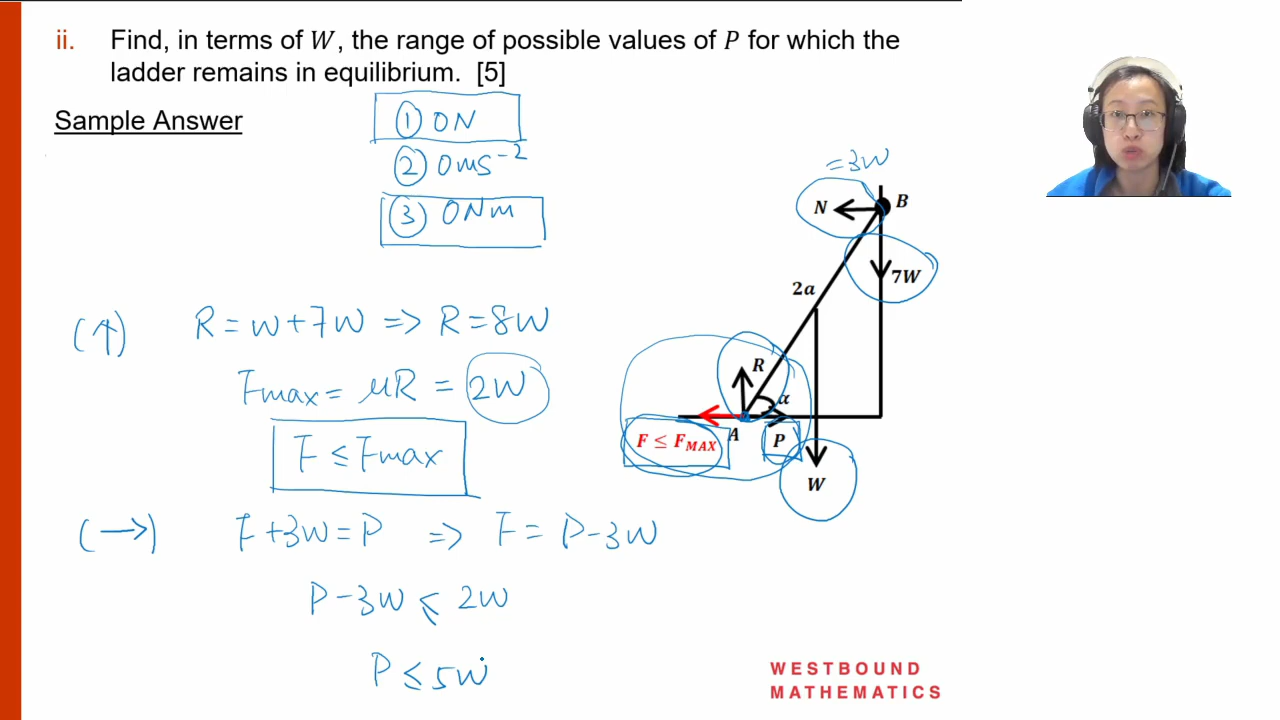 ii. Find, in terms of W, the range of possible values of P for which the
ladder remains in equilibrium. [5]
Sample Answer
① 0N
② 0ms⁻²
③ 0Nm
=3W
N
B
7W
2a
R
α
F ≤ F_MAX
A
P
W
(↑) R = W+7W => R = 8W
Fmax = μR = 2W
F ≤ Fmax
(→) F+3W = P => F = P-3W
P-3W ≤ 2W
P ≤ 5W
WESTBOUND
MATHEMATICS